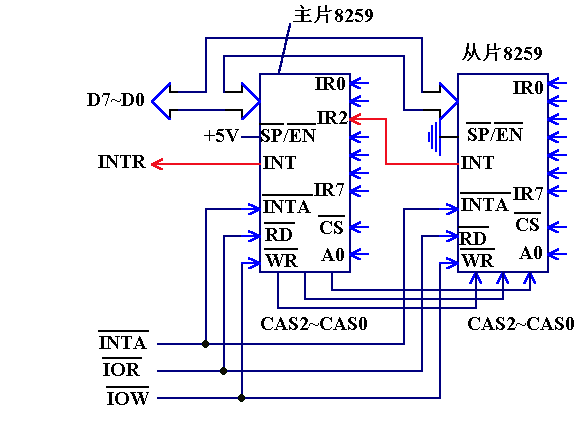 主片8259
从片8259
IR0
IR0
D7~D0
IR2
+5V
SP/EN
SP/EN
INTR
INT
INT
IR7
IR7
INTA
INTA
CS
CS
RD
RD
WR
A0
WR
A0
CAS2~CAS0
CAS2~CAS0
INTA
IOR
IOW